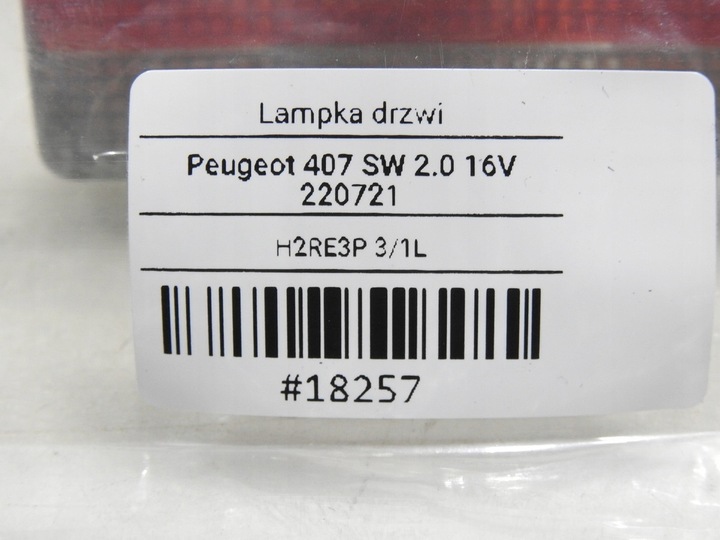 Lampka drzwi
Peugeot 407 SW 2.0 16V
220721
H2RE3P 3/1L
#18257